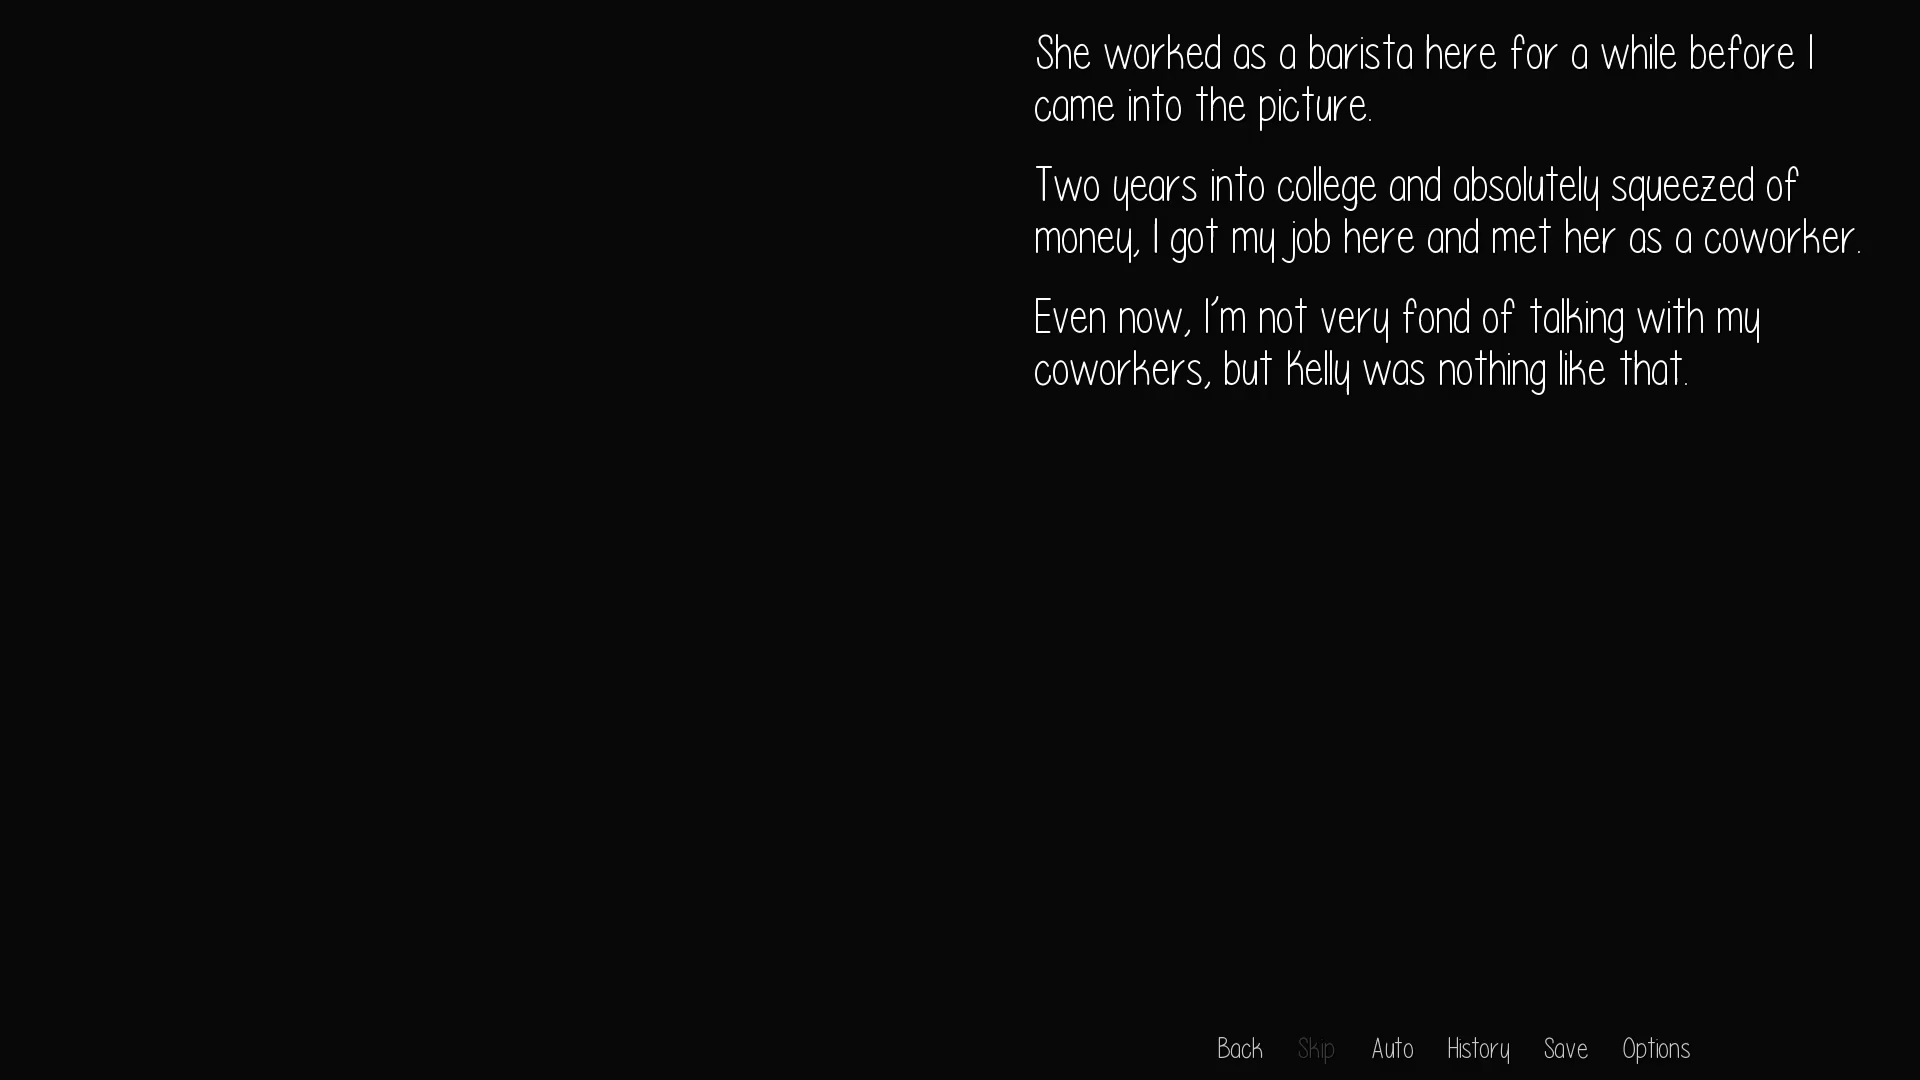 She worked as a barista here for a while before I
came into the picture.
Two years into college and absolutely squeezed of
money, I got my job here and met her as a coworker.
Even now, I'm not very fond of talking with my
coworkers, but Kelly was nothing like that.
Back Skip Auto History Save Options